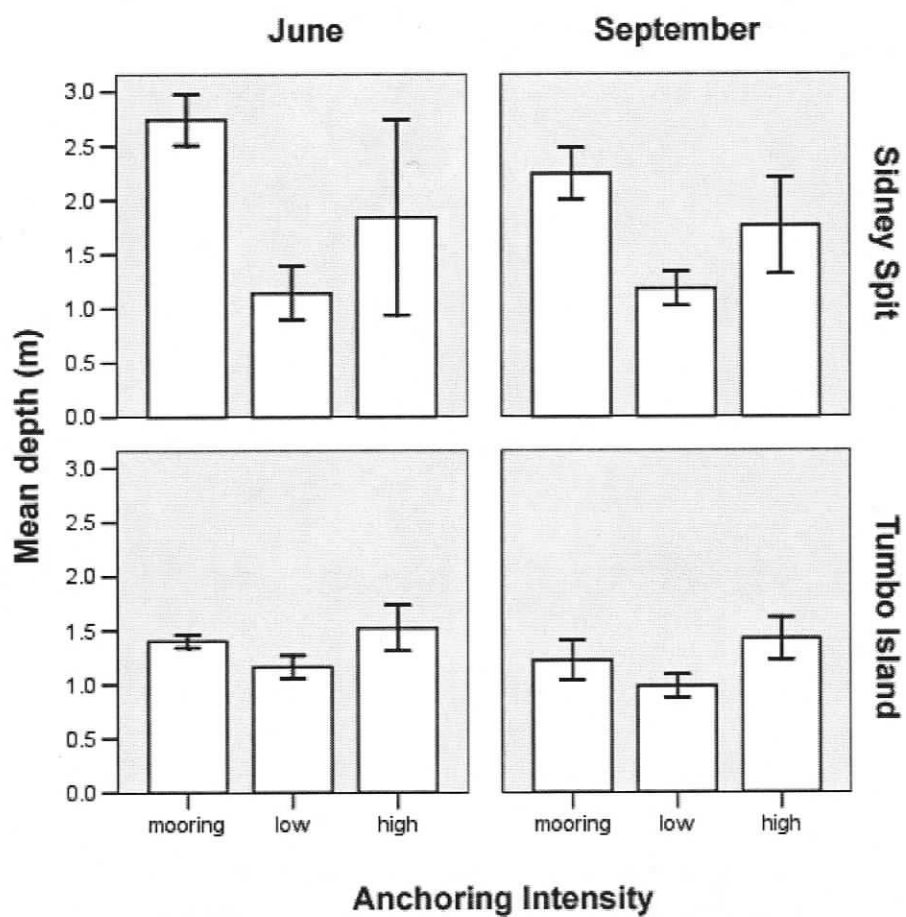 June
September
3.0
2.5
2.0
1.5
1.0
0.5
0.0
Sidney Spit
Mean depth (m)
3.0
2.5
2.0
1.5
1.0
0.5
0.0
Tumbo Island
mooring low high
mooring low high
Anchoring Intensity